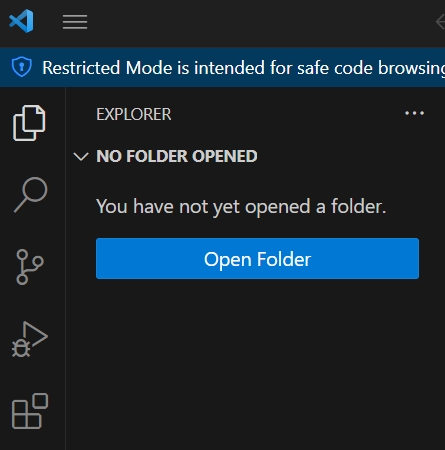 Restricted Mode is intended for safe code browsing
EXPLORER
NO FOLDER OPENED
You have not yet opened a folder.
Open Folder